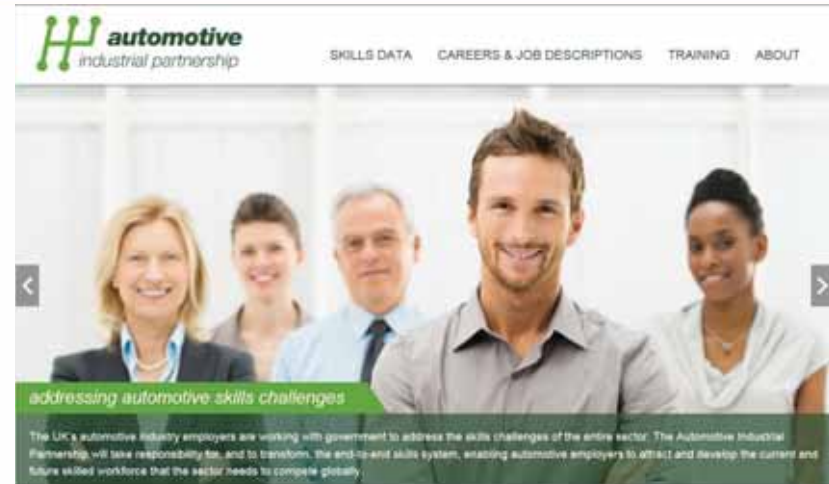 automotive
industrial partnership
SKILLS DATA CAREERS & JOB DESCRIPTIONS TRAINING ABOUT
addressing automotive skills challenges
The UK's automotive industry employers are working with government to address the skills challenges of the entire sector. The Automotive Industrial
Partnership will take responsibility for, and to transform, the end-to-end skills system, enabling automotive employers to attract and develop the current and
future skilled workforce that the sector needs to compete globally.